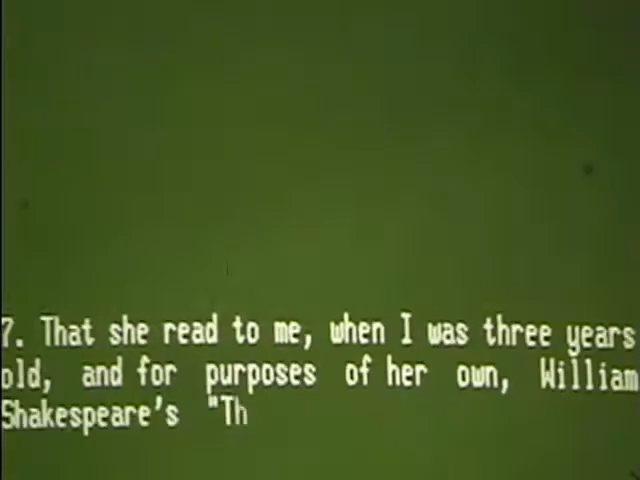 7. That she read to me, when I was three years
old, and for purposes of her own, William
Shakespeare's "Th